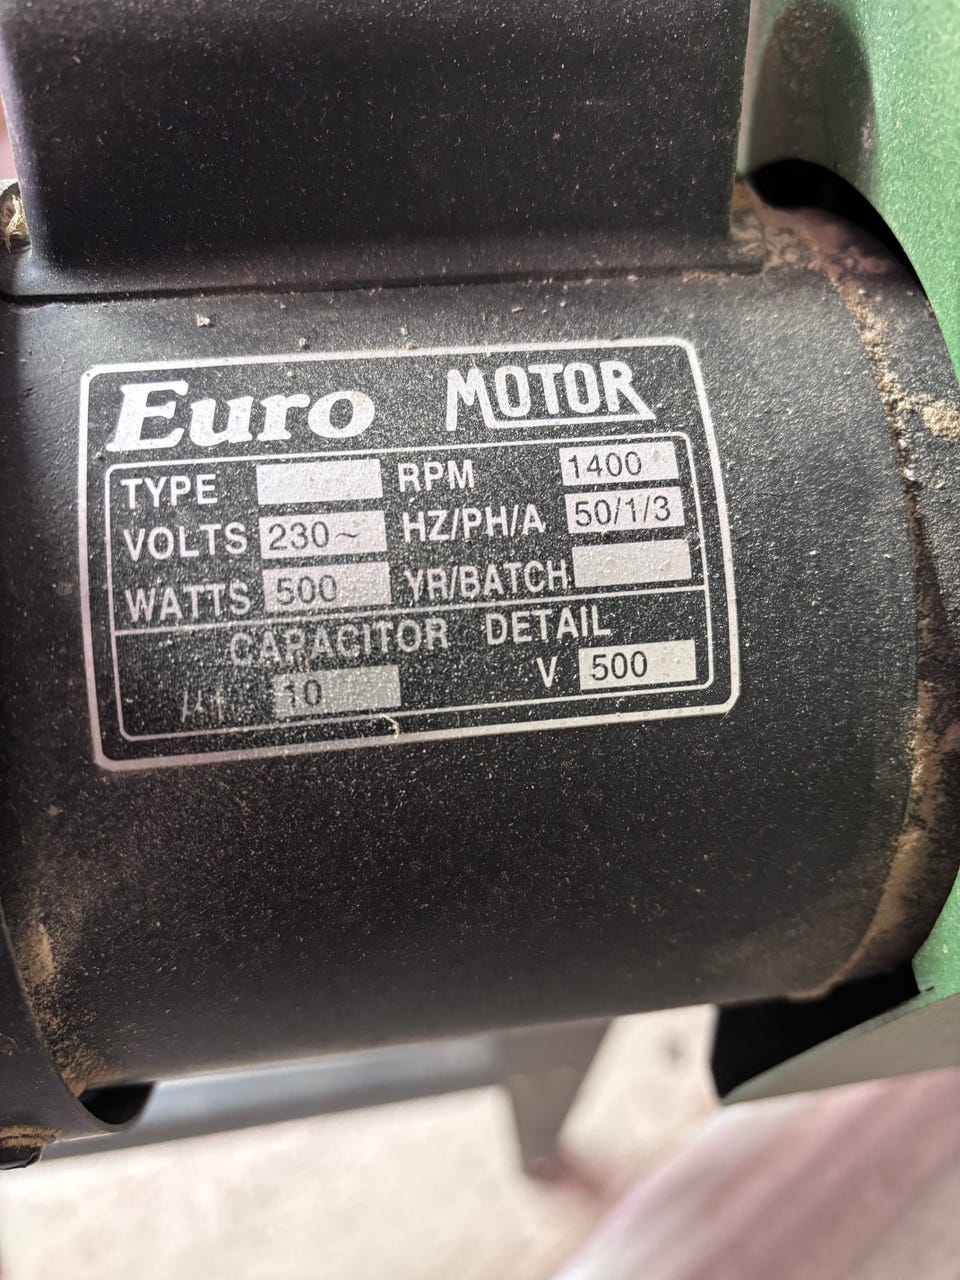 Euro MOTOR
TYPE RPM 1400
VOLTS 230~ HZ/PH/A 50/1/3
WATTS 500 YR/BATCH
CAPACITOR DETAIL
10 V 500